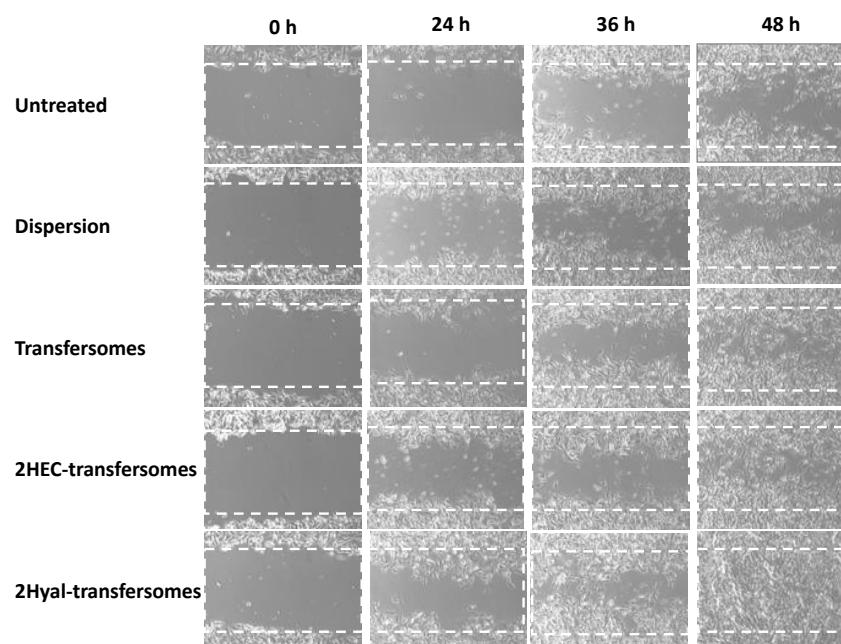 0 h 24 h 36 h 48 h
Untreated
Dispersion
Transfersomes
2HEC-transfersomes
2Hyal-transfersomes